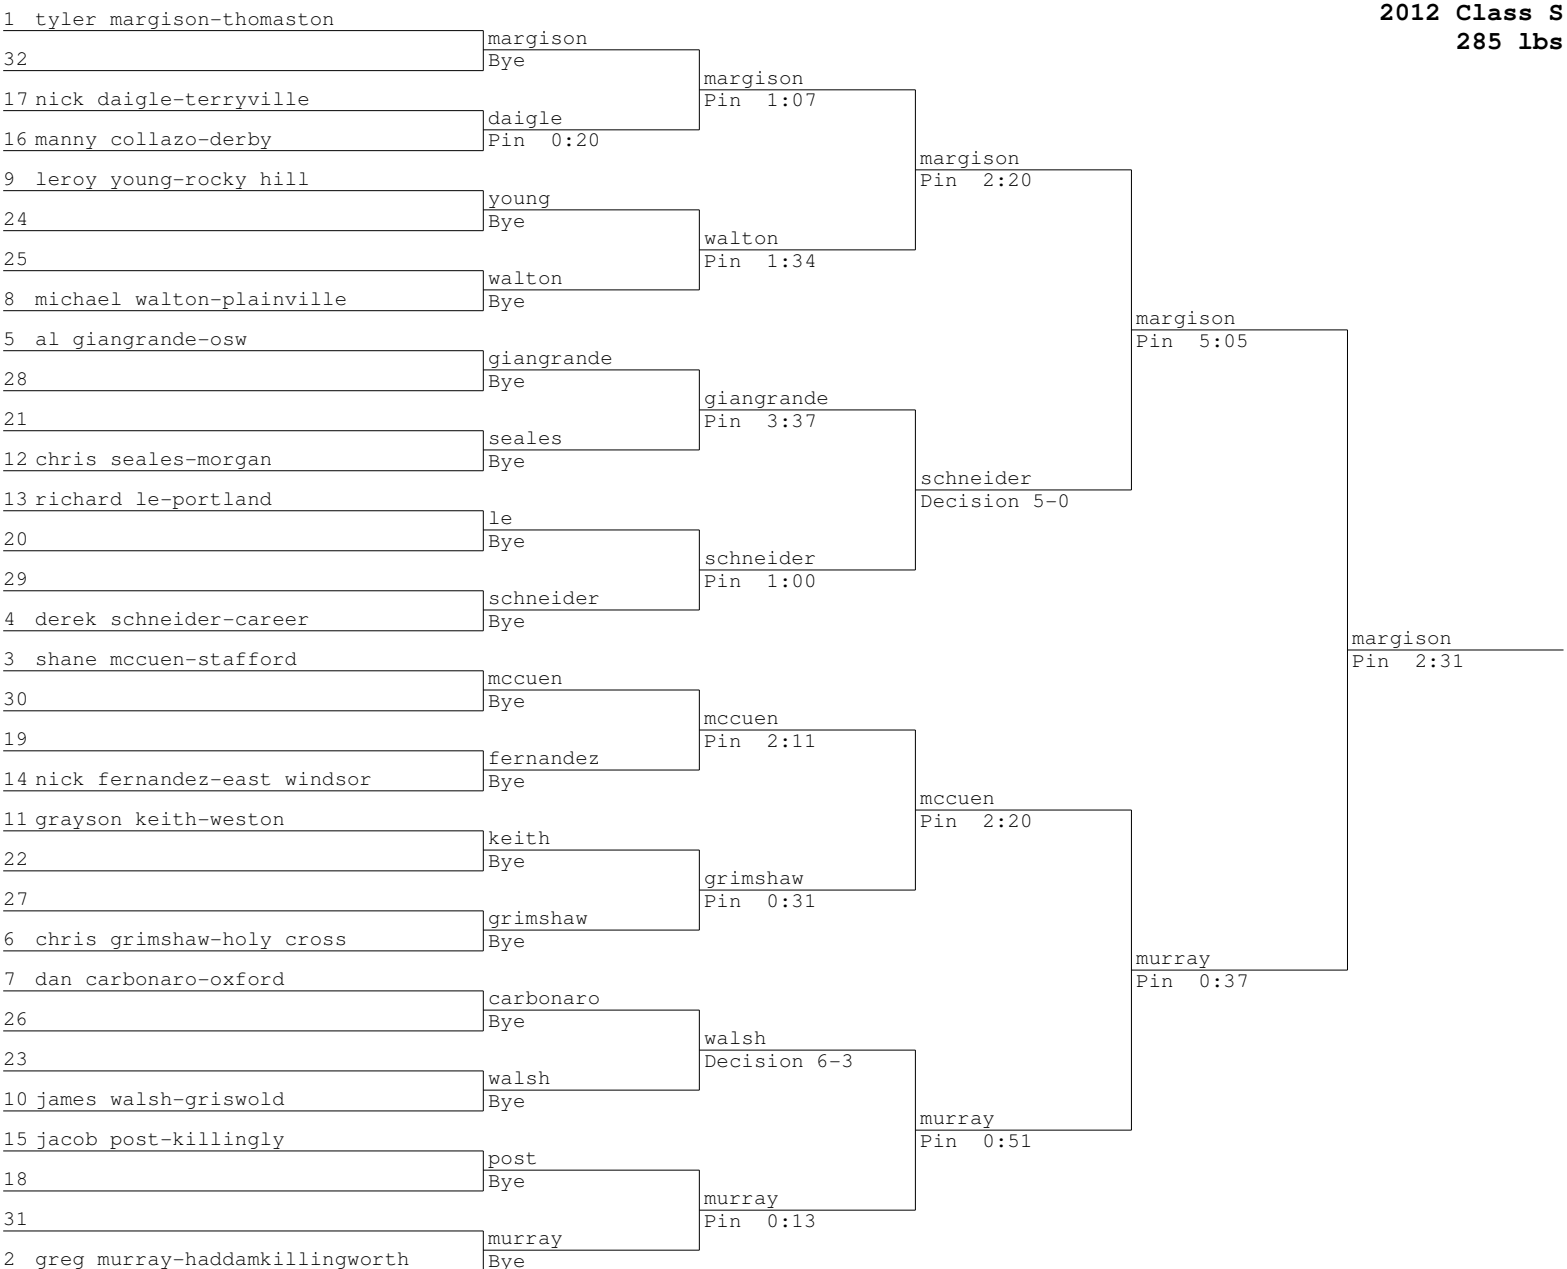 2012 Class S
285 lbs
1 tyler margison-thomaston
32
17 nick daigle-terryville
16 manny collazo-derby
9 leroy young-rocky hill
24
25
8 michael walton-plainville
5 al giangrande-osw
28
21
12 chris seales-morgan
13 richard le-portland
20
29
4 derek schneider-career
3 shane mccuen-stafford
30
19
14 nick fernandez-east windsor
11 grayson keith-weston
22
27
6 chris grimshaw-holy cross
7 dan carbonaro-oxford
26
23
10 james walsh-griswold
15 jacob post-killingly
18
31
2 greg murray-haddamkillingworth
margison
Bye
daigle
Pin 0:20
young
Bye
walton
Bye
giangrande
Bye
seales
Bye
le
Bye
schneider
Bye
mccuen
Bye
fernandez
Bye
keith
Bye
grimshaw
Bye
carbonaro
Bye
walsh
Bye
post
Bye
murray
Bye
margison
Pin 1:07
walton
Pin 1:34
giangrande
Pin 3:37
schneider
Pin 1:00
mccuen
Pin 2:11
grimshaw
Pin 0:31
walsh
Decision 6-3
murray
Pin 0:13
margison
Pin 2:20
schneider
Decision 5-0
mccuen
Pin 2:20
murray
Pin 0:51
margison
Pin 5:05
murray
Pin 0:37
margison
Pin 2:31